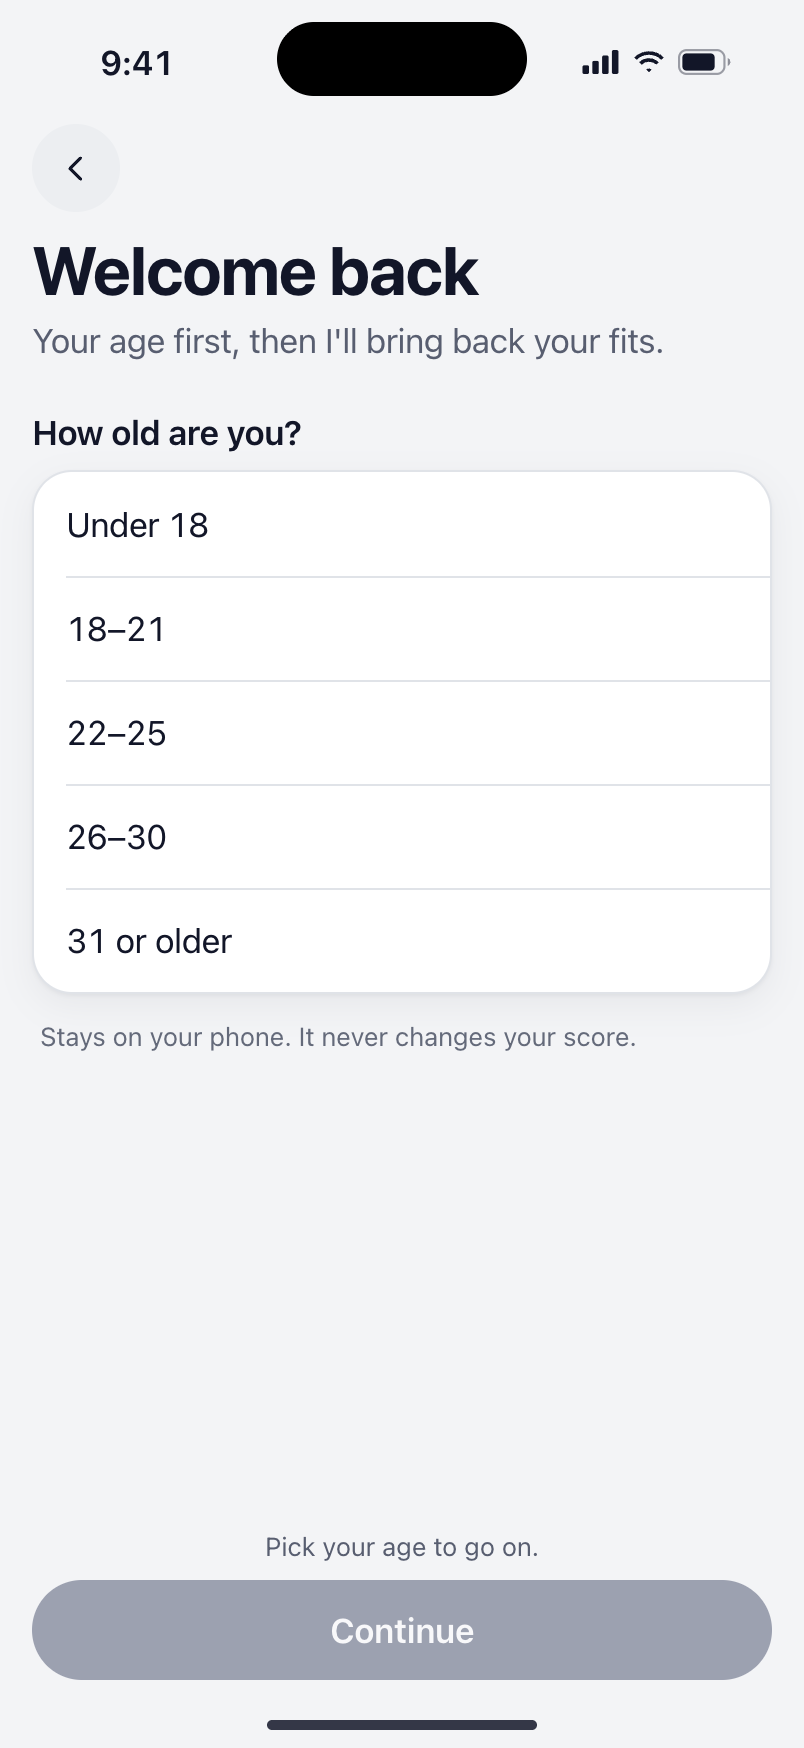 9:41
Welcome back
Your age first, then I'll bring back your fits.
How old are you?
Under 18
18–21
22–25
26–30
31 or older
Stays on your phone. It never changes your score.
Pick your age to go on.
Continue